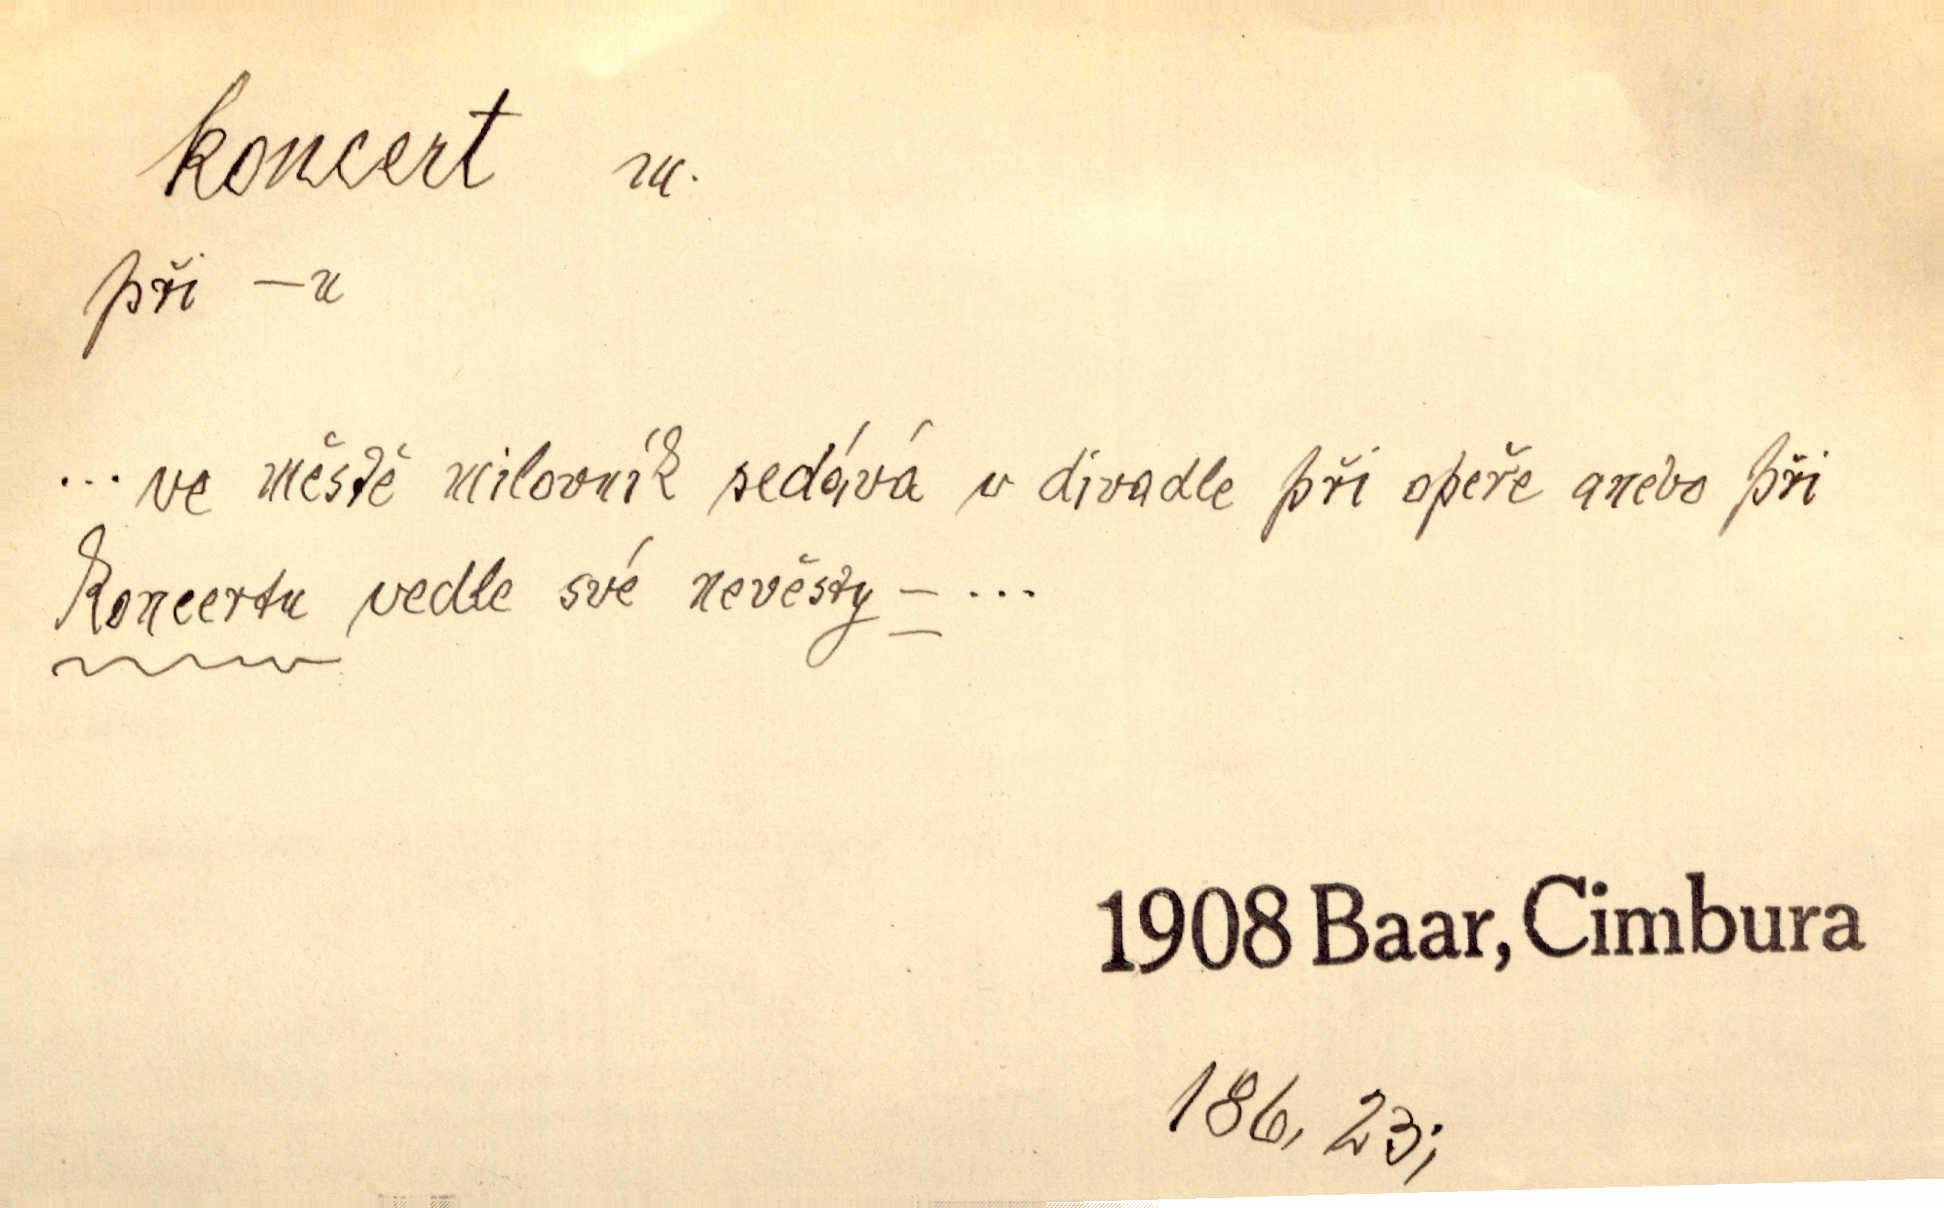 koncert m.
při —u
... ve městě milovník sedává v divadle při opeře anebo při
koncertu vedle své nevěsty — ...
1908 Baar, Cimbura
186, 23;